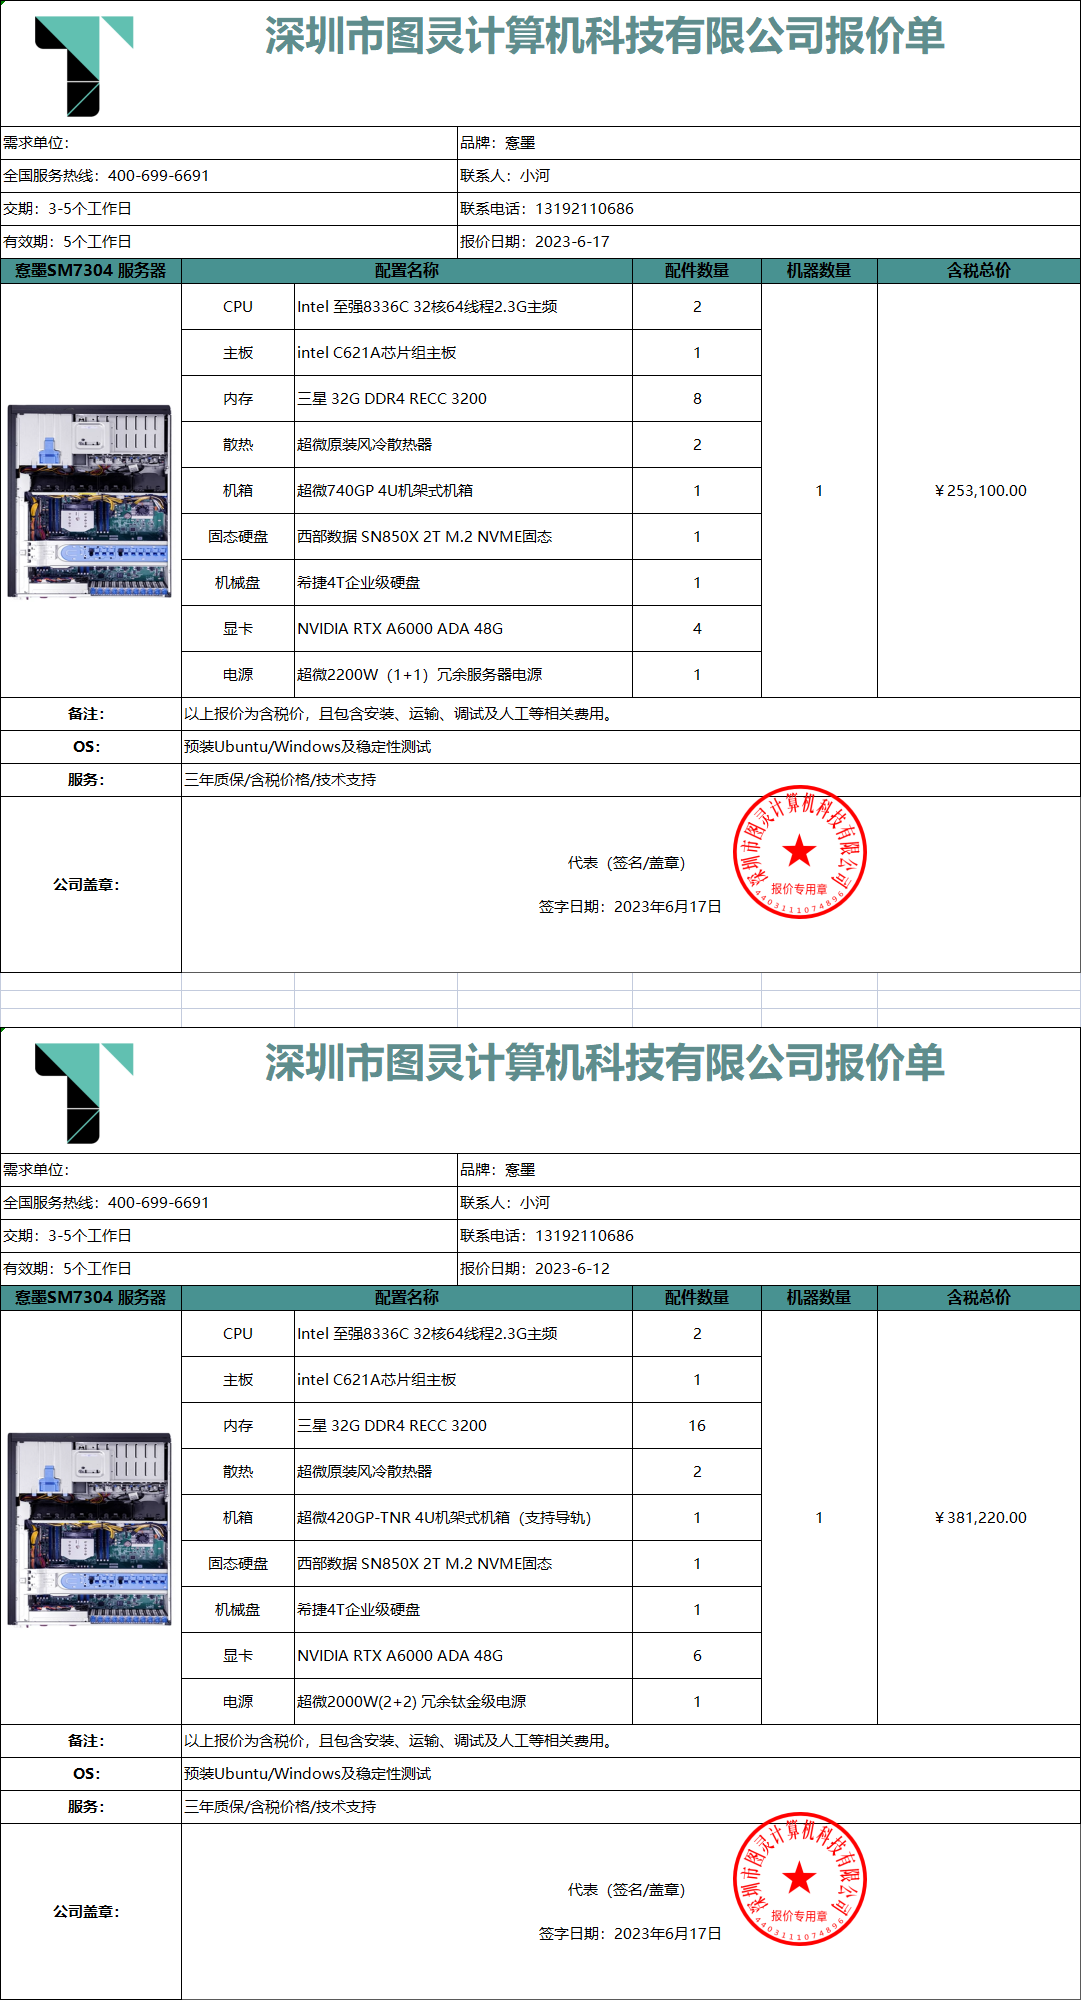 深圳市图灵计算机科技有限公司报价单
需求单位：
品牌：惷墨
全国服务热线：400-699-6691
联系人：小河
交期：3-5个工作日
联系电话：13192110686
有效期：5个工作日
报价日期：2023-6-17
惷墨SM7304 服务器 配置名称 配件数量 机器数量 含税总价
CPU Intel 至强8336C 32核64线程2.3G主频 2
主板 intel C621A芯片组主板 1
内存 三星 32G DDR4 RECC 3200 8
散热 超微原装风冷散热器 2
机箱 超微740GP 4U机架式机箱 1 1 ￥253,100.00
固态硬盘 西部数据 SN850X 2T M.2 NVME固态 1
机械盘 希捷4T企业级硬盘 1
显卡 NVIDIA RTX A6000 ADA 48G 4
电源 超微2200W（1+1）冗余服务器电源 1
备注： 以上报价为含税价，且包含安装、运输、调试及人工等相关费用。
OS： 预装Ubuntu/Windows及稳定性测试
服务： 三年质保/含税价格/技术支持
深圳市图灵计算机科技有限公司
代表（签名/盖章）
公司盖章：
报价专用章
4403111074896
签字日期：2023年6月17日
深圳市图灵计算机科技有限公司报价单
需求单位：
品牌：惷墨
全国服务热线：400-699-6691
联系人：小河
交期：3-5个工作日
联系电话：13192110686
有效期：5个工作日
报价日期：2023-6-12
惷墨SM7304 服务器 配置名称 配件数量 机器数量 含税总价
CPU Intel 至强8336C 32核64线程2.3G主频 2
主板 intel C621A芯片组主板 1
内存 三星 32G DDR4 RECC 3200 16
散热 超微原装风冷散热器 2
机箱 超微420GP-TNR 4U机架式机箱（支持导轨） 1 1 ￥381,220.00
固态硬盘 西部数据 SN850X 2T M.2 NVME固态 1
机械盘 希捷4T企业级硬盘 1
显卡 NVIDIA RTX A6000 ADA 48G 6
电源 超微2000W(2+2) 冗余钛金级电源 1
备注： 以上报价为含税价，且包含安装、运输、调试及人工等相关费用。
OS： 预装Ubuntu/Windows及稳定性测试
服务： 三年质保/含税价格/技术支持
深圳市图灵计算机科技有限公司
代表（签名/盖章）
公司盖章：
报价专用章
4403111074896
签字日期：2023年6月17日